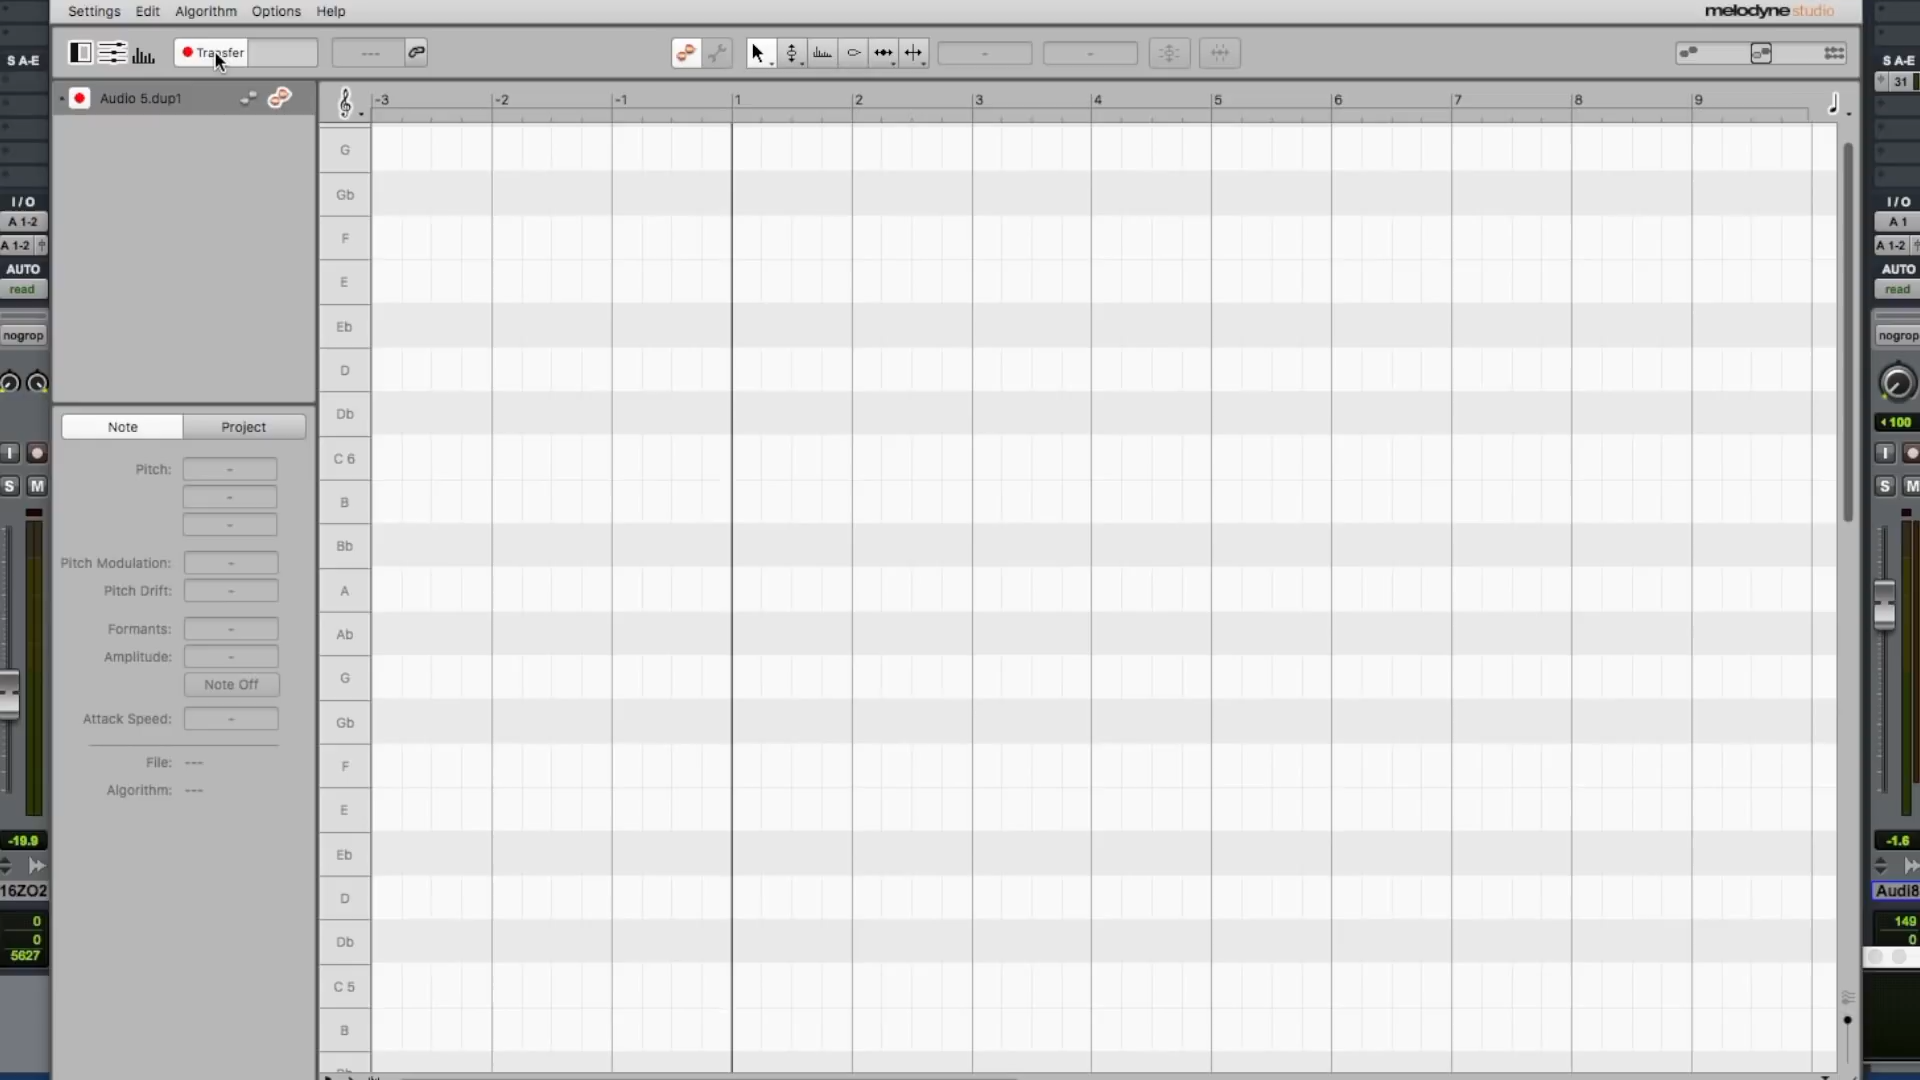 Settings Edit Algorithm Options Help
melodyne studio
Transfer
---
-
-
Audio 5.dup1
-3 -2 -1 1 2 3 4 5 6 7 8 9
G
Gb
F
E
Eb
D
Db
C 6
B
Bb
A
Ab
G
Gb
F
E
Eb
D
Db
C 5
B
Note Project
Pitch: -
-
-
Pitch Modulation: -
Pitch Drift: -
Formants: -
Amplitude: -
Note Off
Attack Speed: -
File: ---
Algorithm: ---
S A-E
I/O
A 1-2
A 1-2
AUTO
read
nogrop
I
S M
-19.9
16ZO2
0
0
5627
S A-E
31
I/O
A 1
A 1-2
AUTO
read
nogrop
100
I
S M
-1.6
Audi8
149
0